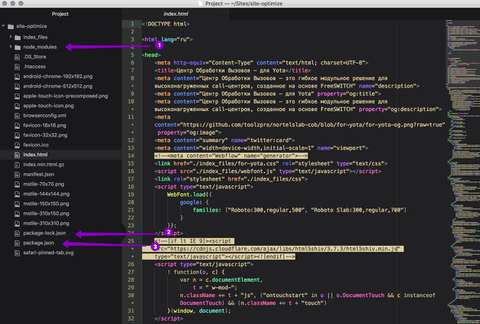 index.html — ~/Sites/site-optimize
Project
index.html
site-optimize
index_files
node_modules
.DS_Store
.htaccess
android-chrome-192x192.png
android-chrome-512x512.png
apple-touch-icon-precomposed.png
apple-touch-icon.png
browserconfig.xml
favicon-16x16.png
favicon-32x32.png
favicon.ico
index.html
index.html.gz
manifest.json
mstile-70x70.png
mstile-144x144.png
mstile-150x150.png
mstile-310x150.png
mstile-310x310.png
package-lock.json
package.json
safari-pinned-tab.svg
1
2
3
<!DOCTYPE html>
<html lang="ru">
<head>
<meta http-equiv="Content-Type" content="text/html; charset=UTF-8">
<title>Центр Обработки Вызовов — для Yota</title>
<meta content="Центр Обработки Вызовов — это гибкое модульное решение для
высоконагруженных call-центров, созданное на основе FreeSWITCH" name="description">
<meta content="Центр Обработки Вызовов — для Yota" property="og:title">
<meta content="Центр Обработки Вызовов — это гибкое модульное решение для
высоконагруженных call-центров, созданное на основе FreeSWITCH" property="og:description">
<meta
content="https://github.com/toolzpro/nortelslab-cob/blob/for-yota/for-yota-og.png?raw=true"
property="og:image">
<meta content="summary" name="twitter:card">
<meta content="width=device-width,initial-scale=1" name="viewport">
<!--<meta content="Webflow" name="generator">-->
<link href="./index_files/for-yota.css" rel="stylesheet" type="text/css">
<script src="./index_files/webfont.js" type="text/javascript">
<link rel="stylesheet" href="./index_files/css">
<script type="text/javascript">
WebFont.load({
google: {
families: ["Roboto:300,regular,500", "Roboto Slab:300,regular,700"]
}
});
</script>
<!--[if lt IE 9]><script
src="https://cdnjs.cloudflare.com/ajax/libs/html5shiv/3.7.3/html5shiv.min.js"
type="text/javascript"></script><![endif]-->
<script type="text/javascript">
! function(o, c) {
var n = c.documentElement,
t = " w-mod-";
n.className += t + "js", ("ontouchstart" in o || o.DocumentTouch && c instanceof
DocumentTouch) && (n.className += t + "touch")
}(window, document);
</script>